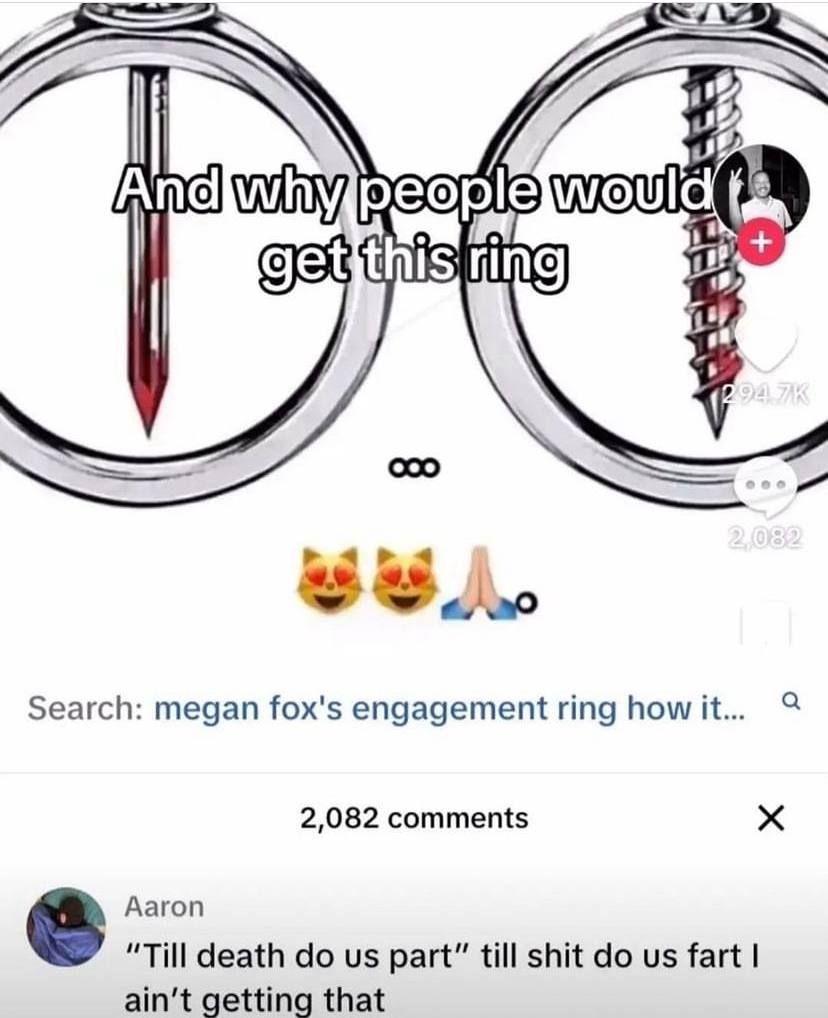 And why people would
get this ring
294.7K
2,082
Search: megan fox's engagement ring how it...
2,082 comments
Aaron
"Till death do us part" till shit do us fart I
ain't getting that